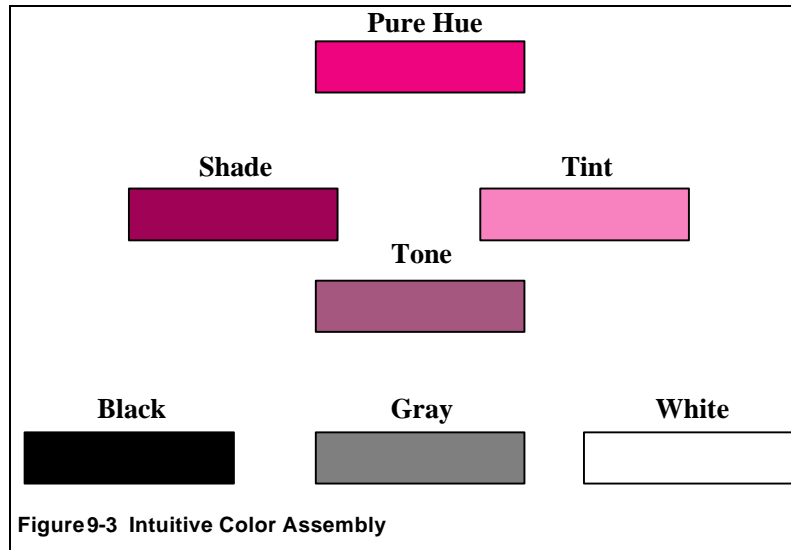 Pure Hue
Shade Tint
Tone
Black Gray White
Figure 9-3 Intuitive Color Assembly